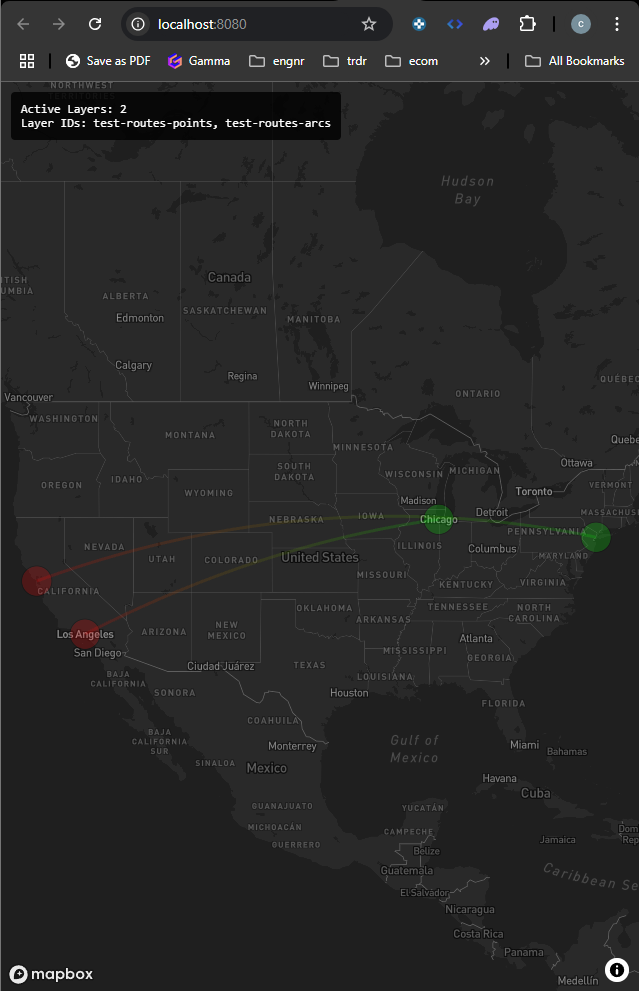 localhost:8080
c
Save as PDF
Gamma
engnr
trdr
ecom
All Bookmarks
NORTHWEST
Active Layers: 2
Layer IDs: test-routes-points, test-routes-arcs
Hudson
Bay
Canada
TISH
UMBIA
ALBERTA
Edmonton
SASKATCHEWAN
MANITOBA
Calgary
Regina
Winnipeg
ONTARIO
QUÉBEC
Vancouver
WASHINGTON
MONTANA
NORTH
DAKOTA
MINNESOTA
Quebe
Ottawa
OREGON
IDAHO
WYOMING
SOUTH
DAKOTA
WISCONSIN
MICHIGAN
Toronto
VERMONT
Madison
Detroit
MASSACHUS
NEBRASKA
IOWA
Chicago
PENNSYLVANIA
NEVADA
UTAH
COLORADO
United States
ILLINOIS
Columbus
MARYLAND
CALIFORNIA
MISSOURI
KENTUCKY
VIRGINIA
OKLAHOMA
TENNESSEE
NORTH
CAROLINA
Los Angeles
San Diego
ARIZONA
NEW
MEXICO
ARKANSAS
Atlanta
MISSISSIPPI
GEORGIA
BAJA
CALIFORNIA
Ciudad Juárez
TEXAS
LOUISIANA
SONORA
Houston
FLORIDA
COAHUILA
BAJA
CALIFORNIA
SUR
Gulf of
Mexico
Monterrey
Miami
Bahamas
SINALOA
Mexico
Havana
Cuba
GUANAJUATO
YUCATÁN
MICHOACÁN
CAMPECHE
Dom
Rep
GUERRERO
Jamaica
Belize
Guatemala
Caribbean Se
El Salvador
Nicaragua
Costa Rica
Panama
Medellín
mapbox